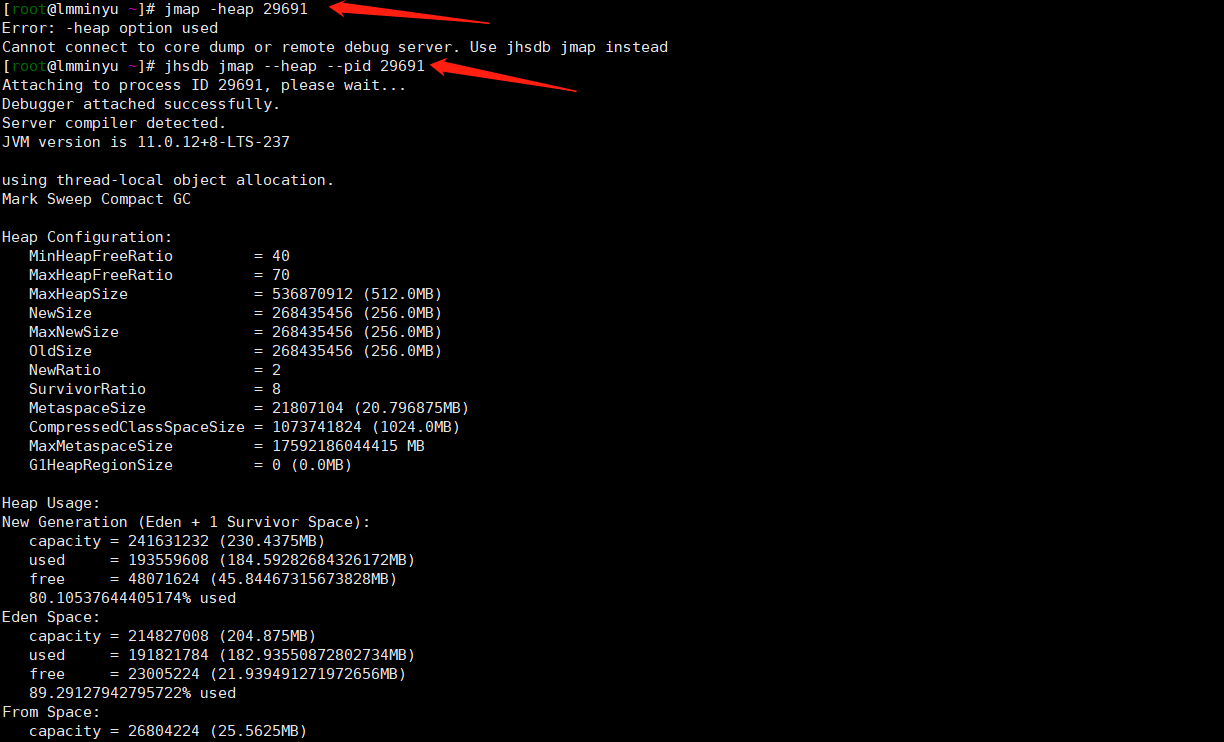 [root@lmminyu ~]# jmap -heap 29691
Error: -heap option used
Cannot connect to core dump or remote debug server. Use jhsdb jmap instead
[root@lmminyu ~]# jhsdb jmap --heap --pid 29691
Attaching to process ID 29691, please wait...
Debugger attached successfully.
Server compiler detected.
JVM version is 11.0.12+8-LTS-237

using thread-local object allocation.
Mark Sweep Compact GC

Heap Configuration:
   MinHeapFreeRatio         = 40
   MaxHeapFreeRatio         = 70
   MaxHeapSize              = 536870912 (512.0MB)
   NewSize                  = 268435456 (256.0MB)
   MaxNewSize               = 268435456 (256.0MB)
   OldSize                  = 268435456 (256.0MB)
   NewRatio                 = 2
   SurvivorRatio            = 8
   MetaspaceSize            = 21807104 (20.796875MB)
   CompressedClassSpaceSize = 1073741824 (1024.0MB)
   MaxMetaspaceSize         = 17592186044415 MB
   G1HeapRegionSize         = 0 (0.0MB)

Heap Usage:
New Generation (Eden + 1 Survivor Space):
   capacity = 241631232 (230.4375MB)
   used     = 193559608 (184.59282684326172MB)
   free     = 48071624 (45.84467315673828MB)
   80.10537644405174% used
Eden Space:
   capacity = 214827008 (204.875MB)
   used     = 191821784 (182.93550872802734MB)
   free     = 23005224 (21.939491271972656MB)
   89.29127942795722% used
From Space:
   capacity = 26804224 (25.5625MB)